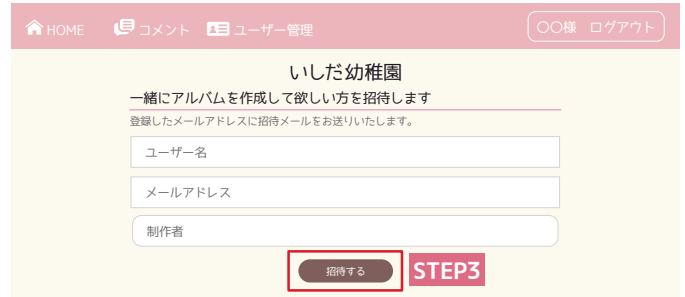 HOME コメント ユーザー管理 〇〇様 ログアウト
いしだ幼稚園
一緒にアルバムを作成して欲しい方を招待します
登録したメールアドレスに招待メールをお送りいたします。
ユーザー名
メールアドレス
制作者
招待する STEP3